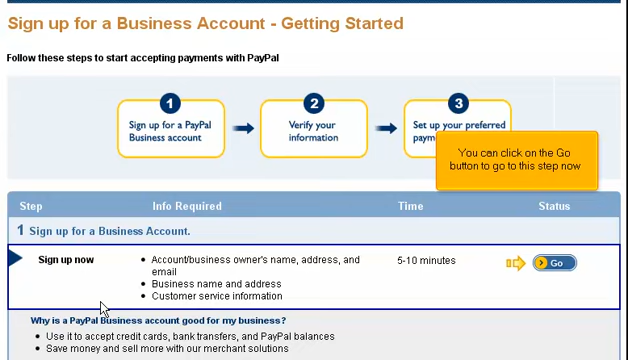 Sign up for a Business Account - Getting Started
Follow these steps to start accepting payments with PayPal
1
2
3
Sign up for a PayPal
Business account
Verify your
information
Set up your preferred
You can click on the Go
button to go to this step now
Step Info Required Time Status
1 Sign up for a Business Account.
Sign up now
• Account/business owner's name, address, and
email
• Business name and address
• Customer service information
5-10 minutes
Go
Why is a PayPal Business account good for my business?
• Use it to accept credit cards, bank transfers, and PayPal balances
• Save money and sell more with our merchant solutions